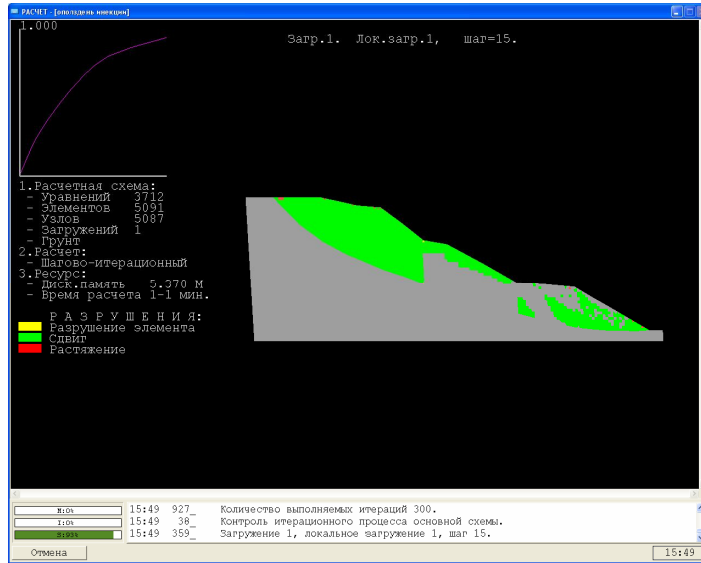 РАСЧЕТ - [оползень инекции]
1.000
Загр.1. Лок.загр.1, шаг=15.
1.Расчетная схема:
- Уравнений 3712
- Элементов 5091
- Узлов 5087
- Загружений 1
- Грунт
2.Расчет:
- Шагово-итерационный
3.Ресурс:
- Диск.память 5.370 М
- Время расчета 1-1 мин.
Р А З Р У Ш Е Н И Я:
Разрушение элемента
Сдвиг
Растяжение
M:0%
15:49 927_ Количество выполняемых итераций 300.
I:0%
15:49 38_ Контроль итерационного процесса основной схемы.
S:93%
15:49 359_ Загружение 1, локальное загружение 1, шаг 15.
Отмена
15:49